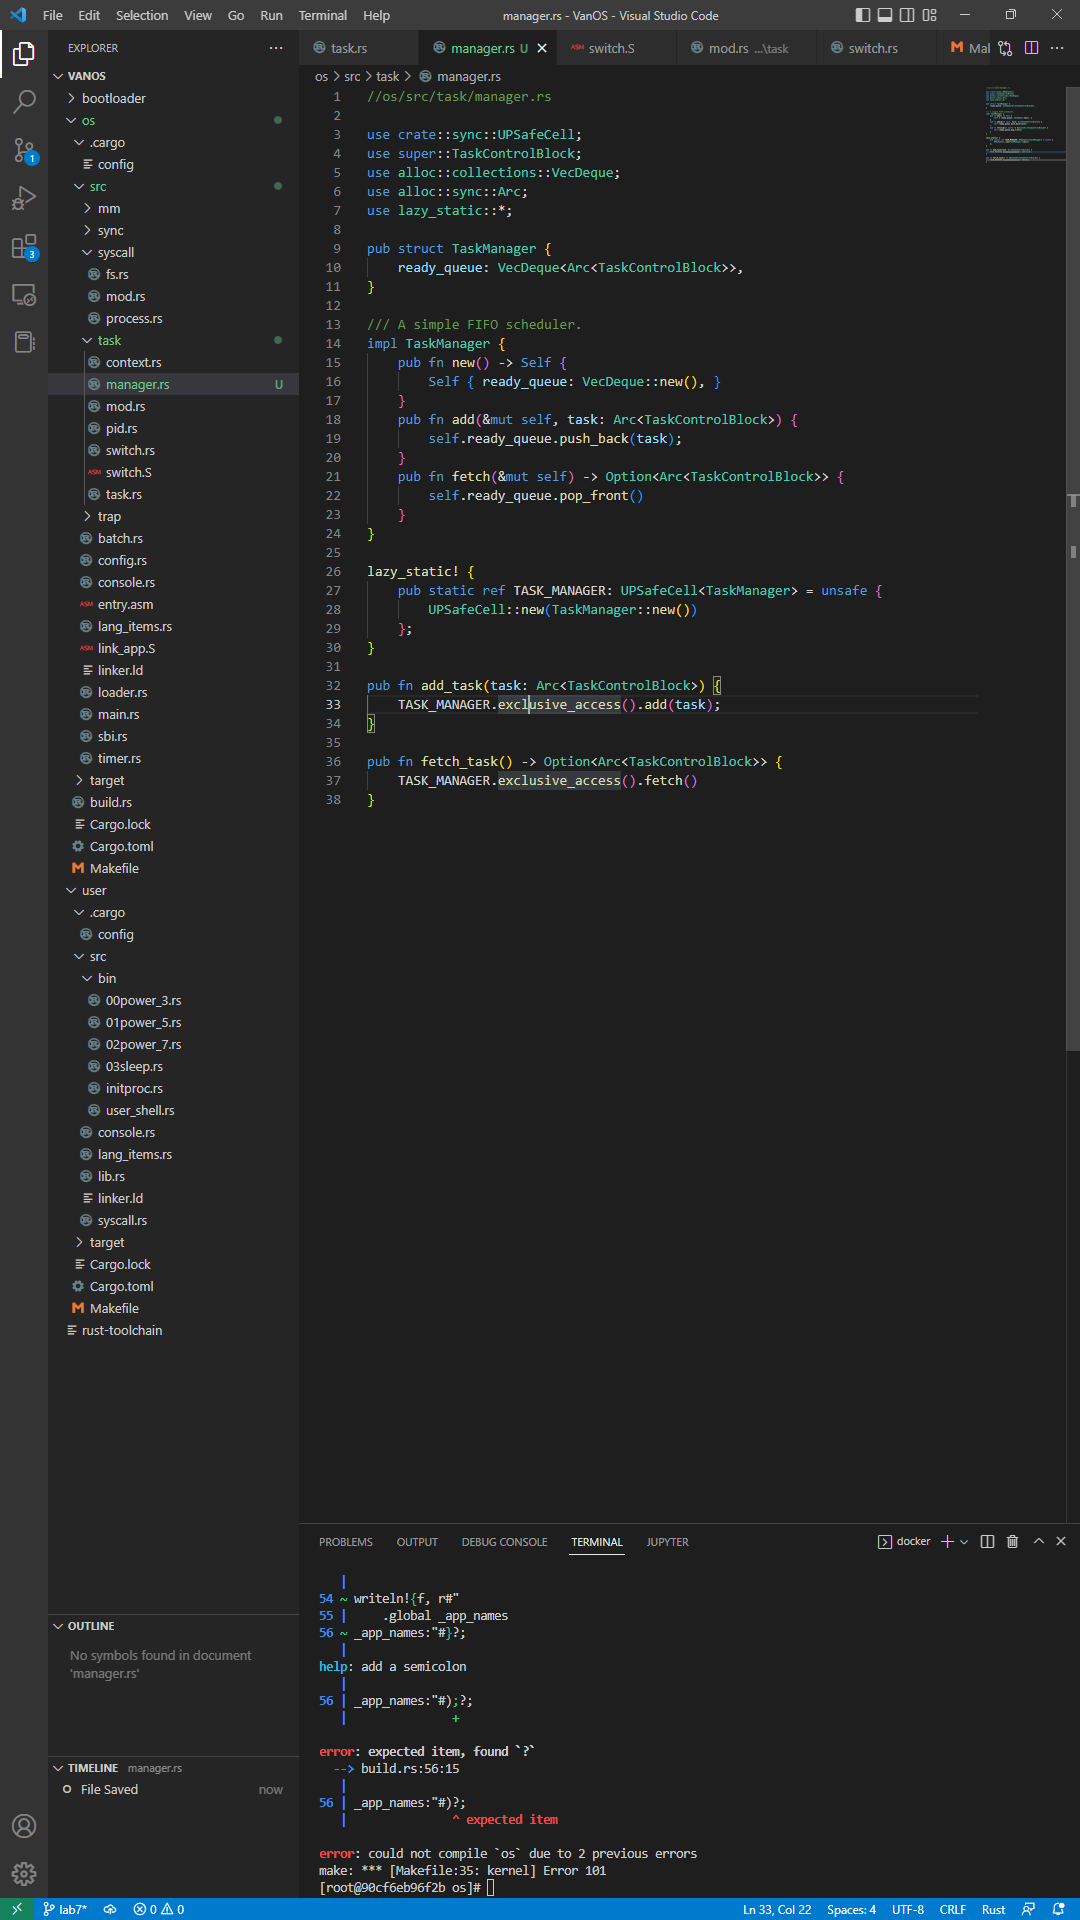 File Edit Selection View Go Run Terminal Help manager.rs - VanOS - Visual Studio Code
EXPLORER
VANOS
bootloader
os
.cargo
config
src
mm
sync
syscall
fs.rs
mod.rs
process.rs
task
context.rs
manager.rs U
mod.rs
pid.rs
switch.rs
ASM switch.S
task.rs
trap
batch.rs
config.rs
console.rs
ASM entry.asm
lang_items.rs
ASM link_app.S
linker.ld
loader.rs
main.rs
sbi.rs
timer.rs
target
build.rs
Cargo.lock
Cargo.toml
M Makefile
user
.cargo
config
src
bin
00power_3.rs
01power_5.rs
02power_7.rs
03sleep.rs
initproc.rs
user_shell.rs
console.rs
lang_items.rs
lib.rs
linker.ld
syscall.rs
target
Cargo.lock
Cargo.toml
M Makefile
rust-toolchain
OUTLINE
No symbols found in document
'manager.rs'
TIMELINE manager.rs
File Saved now
1
3
task.rs manager.rs U ASM switch.S mod.rs ...\task switch.rs M Mal
os > src > task > manager.rs
1 //os/src/task/manager.rs
2
3 use crate::sync::UPSafeCell;
4 use super::TaskControlBlock;
5 use alloc::collections::VecDeque;
6 use alloc::sync::Arc;
7 use lazy_static::*;
8
9 pub struct TaskManager {
10     ready_queue: VecDeque<Arc<TaskControlBlock>>,
11 }
12
13 /// A simple FIFO scheduler.
14 impl TaskManager {
15     pub fn new() -> Self {
16         Self { ready_queue: VecDeque::new(), }
17     }
18     pub fn add(&mut self, task: Arc<TaskControlBlock>) {
19         self.ready_queue.push_back(task);
20     }
21     pub fn fetch(&mut self) -> Option<Arc<TaskControlBlock>> {
22         self.ready_queue.pop_front()
23     }
24 }
25
26 lazy_static! {
27     pub static ref TASK_MANAGER: UPSafeCell<TaskManager> = unsafe {
28         UPSafeCell::new(TaskManager::new())
29     };
30 }
31
32 pub fn add_task(task: Arc<TaskControlBlock>) {
33     TASK_MANAGER.exclusive_access().add(task);
34 }
35
36 pub fn fetch_task() -> Option<Arc<TaskControlBlock>> {
37     TASK_MANAGER.exclusive_access().fetch()
38 }
PROBLEMS OUTPUT DEBUG CONSOLE TERMINAL JUPYTER docker
|
54 ~ writeln!{f, r#"
55 |     .global _app_names
56 ~ _app_names:"#}?;
|
help: add a semicolon
|
56 | _app_names:"#);?;
|               +
error: expected item, found `?`
--> build.rs:56:15
|
56 | _app_names:"#)?;
|               ^ expected item
error: could not compile `os` due to 2 previous errors
make: *** [Makefile:35: kernel] Error 101
[root@90cf6eb96f2b os]#
lab7* 0 0 Ln 33, Col 22 Spaces: 4 UTF-8 CRLF Rust